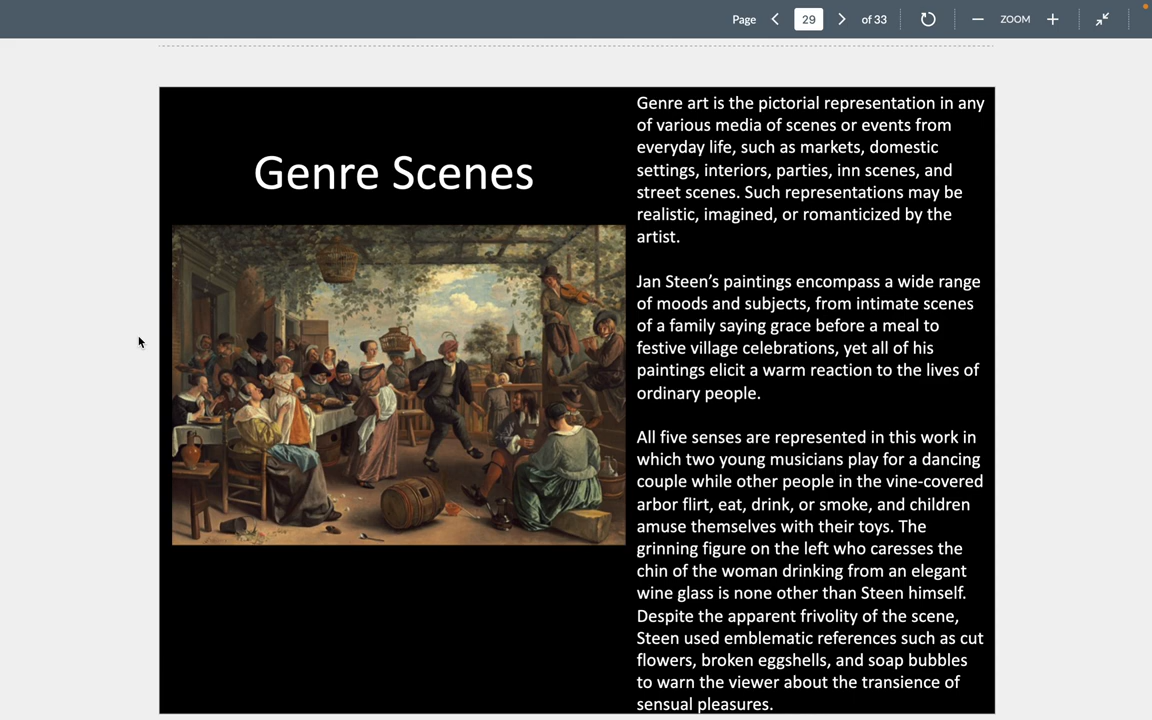 Page 29 of 33 ZOOM
Genre Scenes
Genre art is the pictorial representation in any
of various media of scenes or events from
everyday life, such as markets, domestic
settings, interiors, parties, inn scenes, and
street scenes. Such representations may be
realistic, imagined, or romanticized by the
artist.
Jan Steen’s paintings encompass a wide range
of moods and subjects, from intimate scenes
of a family saying grace before a meal to
festive village celebrations, yet all of his
paintings elicit a warm reaction to the lives of
ordinary people.
All five senses are represented in this work in
which two young musicians play for a dancing
couple while other people in the vine-covered
arbor flirt, eat, drink, or smoke, and children
amuse themselves with their toys. The
grinning figure on the left who caresses the
chin of the woman drinking from an elegant
wine glass is none other than Steen himself.
Despite the apparent frivolity of the scene,
Steen used emblematic references such as cut
flowers, broken eggshells, and soap bubbles
to warn the viewer about the transience of
sensual pleasures.